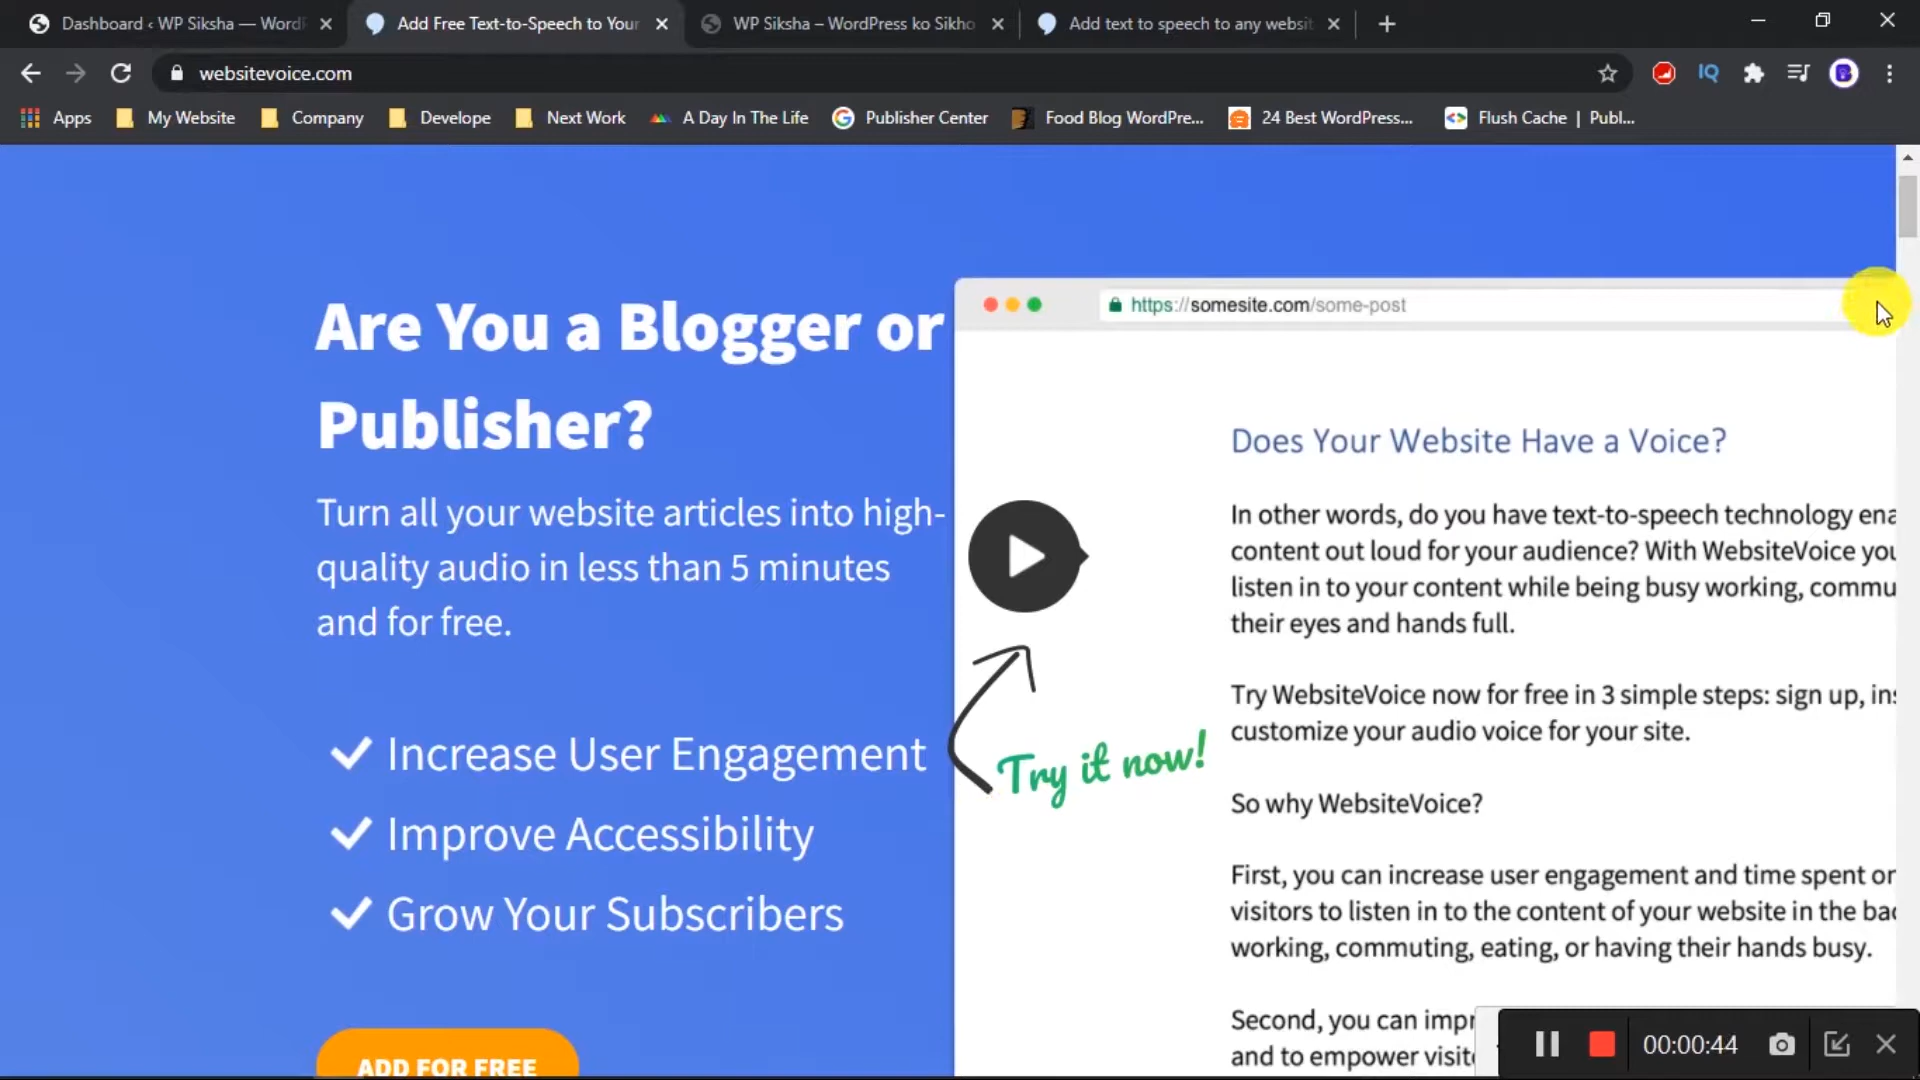 Dashboard ‹ WP Siksha — Word
Add Free Text-to-Speech to Your
WP Siksha – WordPress ko Sikho
Add text to speech to any websit
websitevoice.com
IQ
Apps
My Website
Company
Develope
Next Work
A Day In The Life
Publisher Center
Food Blog WordPre...
24 Best WordPress...
Flush Cache | Publ...
Are You a Blogger or
Publisher?
Turn all your website articles into high-
quality audio in less than 5 minutes
and for free.
Increase User Engagement
Improve Accessibility
Grow Your Subscribers
ADD FOR FREE
https://somesite.com/some-post
Does Your Website Have a Voice?
In other words, do you have text-to-speech technology ena
content out loud for your audience? With WebsiteVoice you
listen in to your content while being busy working, commu
their eyes and hands full.
Try WebsiteVoice now for free in 3 simple steps: sign up, ins
customize your audio voice for your site.
Try it now!
So why WebsiteVoice?
First, you can increase user engagement and time spent on
visitors to listen in to the content of your website in the bac
working, commuting, eating, or having their hands busy.
Second, you can impr
and to empower visito
00:00:44